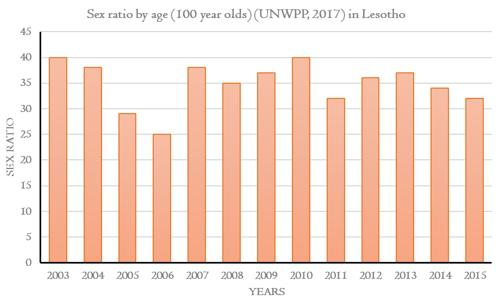 Sex ratio by age (100 year olds) (UNWPP, 2017) in Lesotho
45
40
35
30
25
20
15
10
5
0
SEX RATIO
2003 2004 2005 2006 2007 2008 2009 2010 2011 2012 2013 2014 2015
YEARS